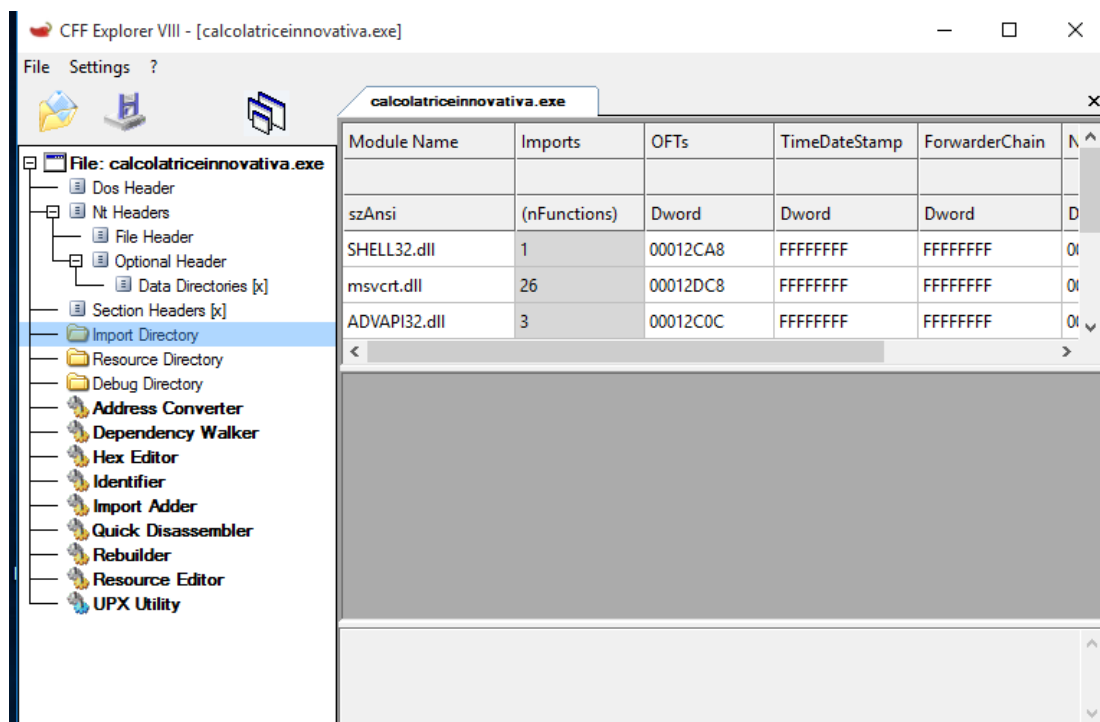 CFF Explorer VIII - [calcolatriceinnovativa.exe]
File Settings ?
calcolatriceinnovativa.exe
Module Name Imports OFTs TimeDateStamp ForwarderChain N
szAnsi (nFunctions) Dword Dword Dword D
SHELL32.dll 1 00012CA8 FFFFFFFF FFFFFFFF 00
msvcrt.dll 26 00012DC8 FFFFFFFF FFFFFFFF 00
ADVAPI32.dll 3 00012C0C FFFFFFFF FFFFFFFF 00
File: calcolatriceinnovativa.exe
Dos Header
Nt Headers
File Header
Optional Header
Data Directories [x]
Section Headers [x]
Import Directory
Resource Directory
Debug Directory
Address Converter
Dependency Walker
Hex Editor
Identifier
Import Adder
Quick Disassembler
Rebuilder
Resource Editor
UPX Utility